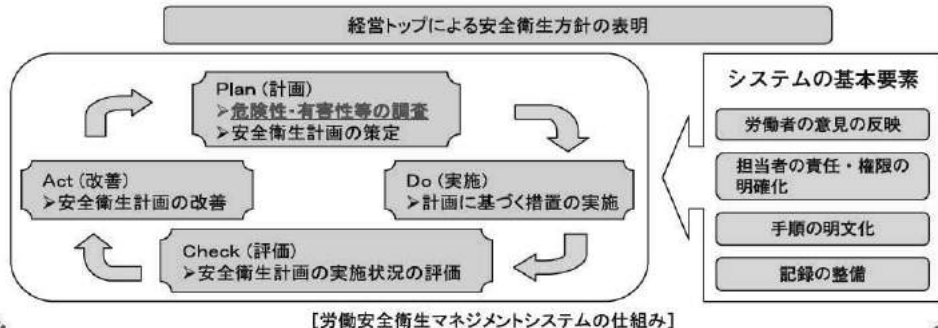 経営トップによる安全衛生方針の表明
Plan (計画)
➢危険性・有害性等の調査
➢安全衛生計画の策定
Do (実施)
➢計画に基づく措置の実施
Check (評価)
➢安全衛生計画の実施状況の評価
Act (改善)
➢安全衛生計画の改善
システムの基本要素
労働者の意見の反映
担当者の責任・権限の
明確化
手順の明文化
記録の整備
[労働安全衛生マネジメントシステムの仕組み]